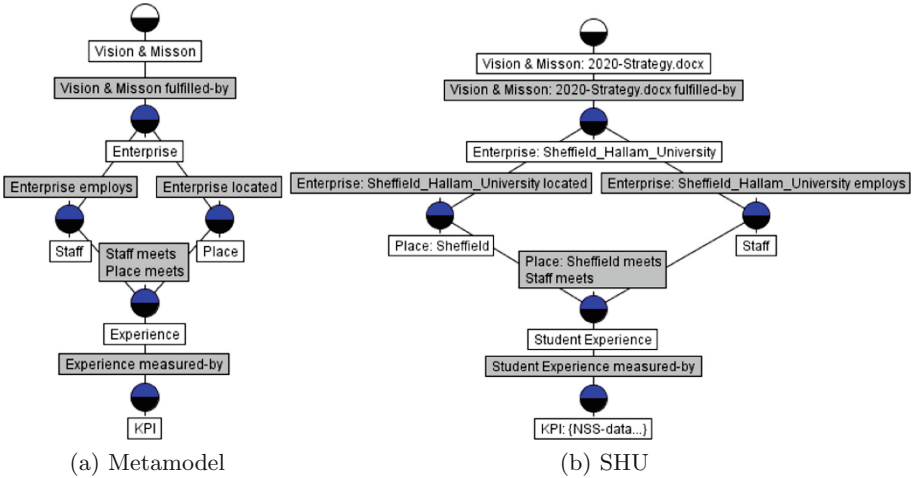 Vision & Misson
Vision & Misson fulfilled-by
Enterprise
Enterprise employs
Enterprise located
Staff
Place
Staff meets
Place meets
Experience
Experience measured-by
KPI
(a) Metamodel
Vision & Misson: 2020-Strategy.docx
Vision & Misson: 2020-Strategy.docx fulfilled-by
Enterprise: Sheffield_Hallam_University
Enterprise: Sheffield_Hallam_University located
Enterprise: Sheffield_Hallam_University employs
Place: Sheffield
Staff
Place: Sheffield meets
Staff meets
Student Experience
Student Experience measured-by
KPI: {NSS-data...}
(b) SHU